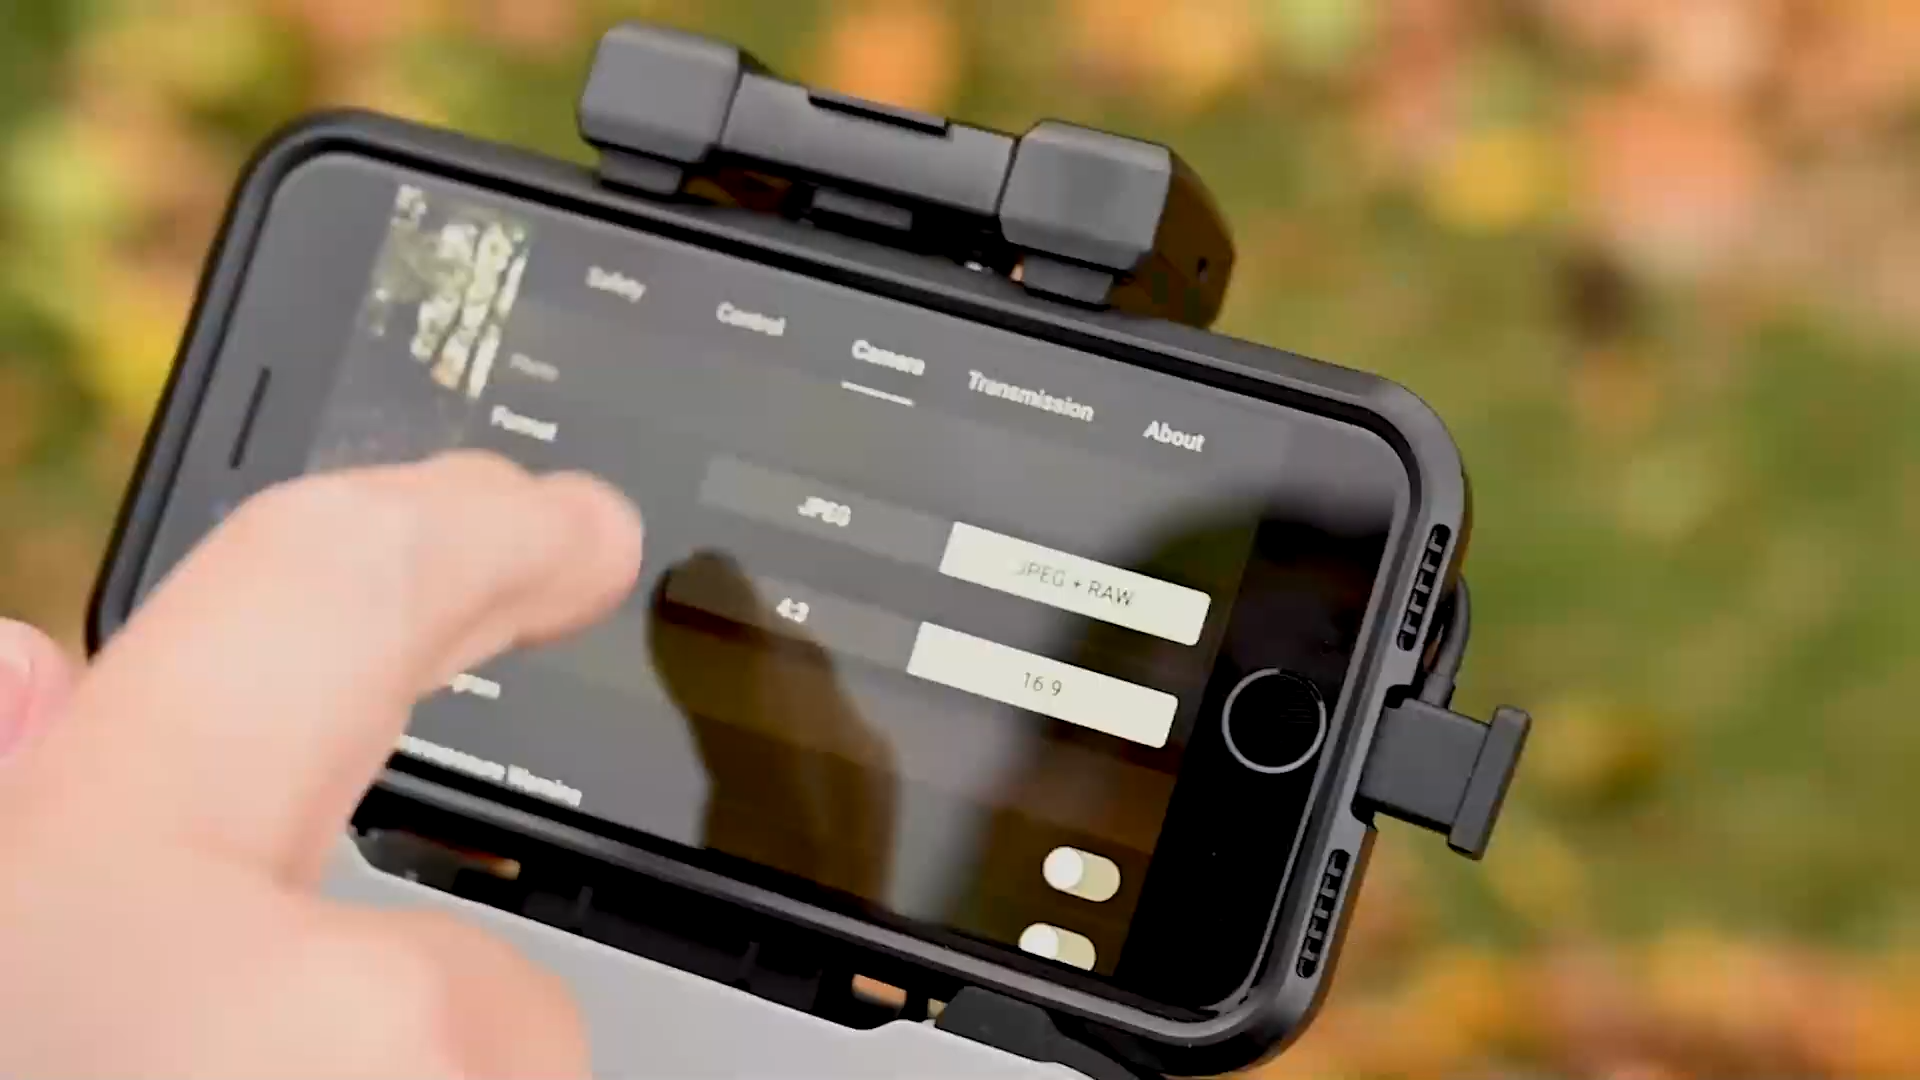 Safety
Control
Camera
Transmission
About
Photo
Format
JPEG
JPEG + RAW
4:3
16:9